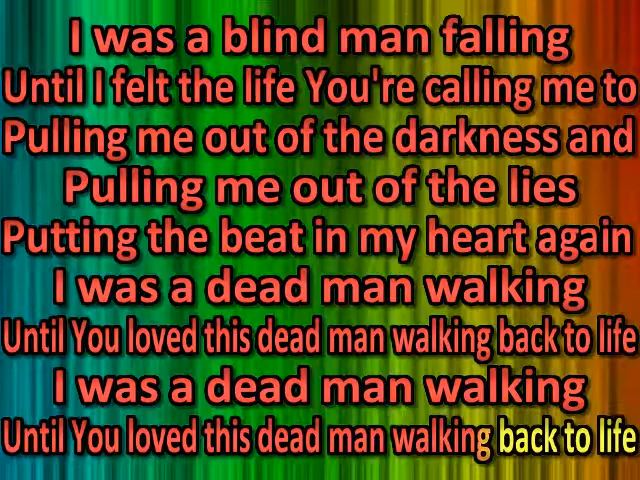 I was a blind man falling
Until I felt the life You're calling me to
Pulling me out of the darkness and
Pulling me out of the lies
Putting the beat in my heart again
I was a dead man walking
Until You loved this dead man walking back to life
I was a dead man walking
Until You loved this dead man walking back to life